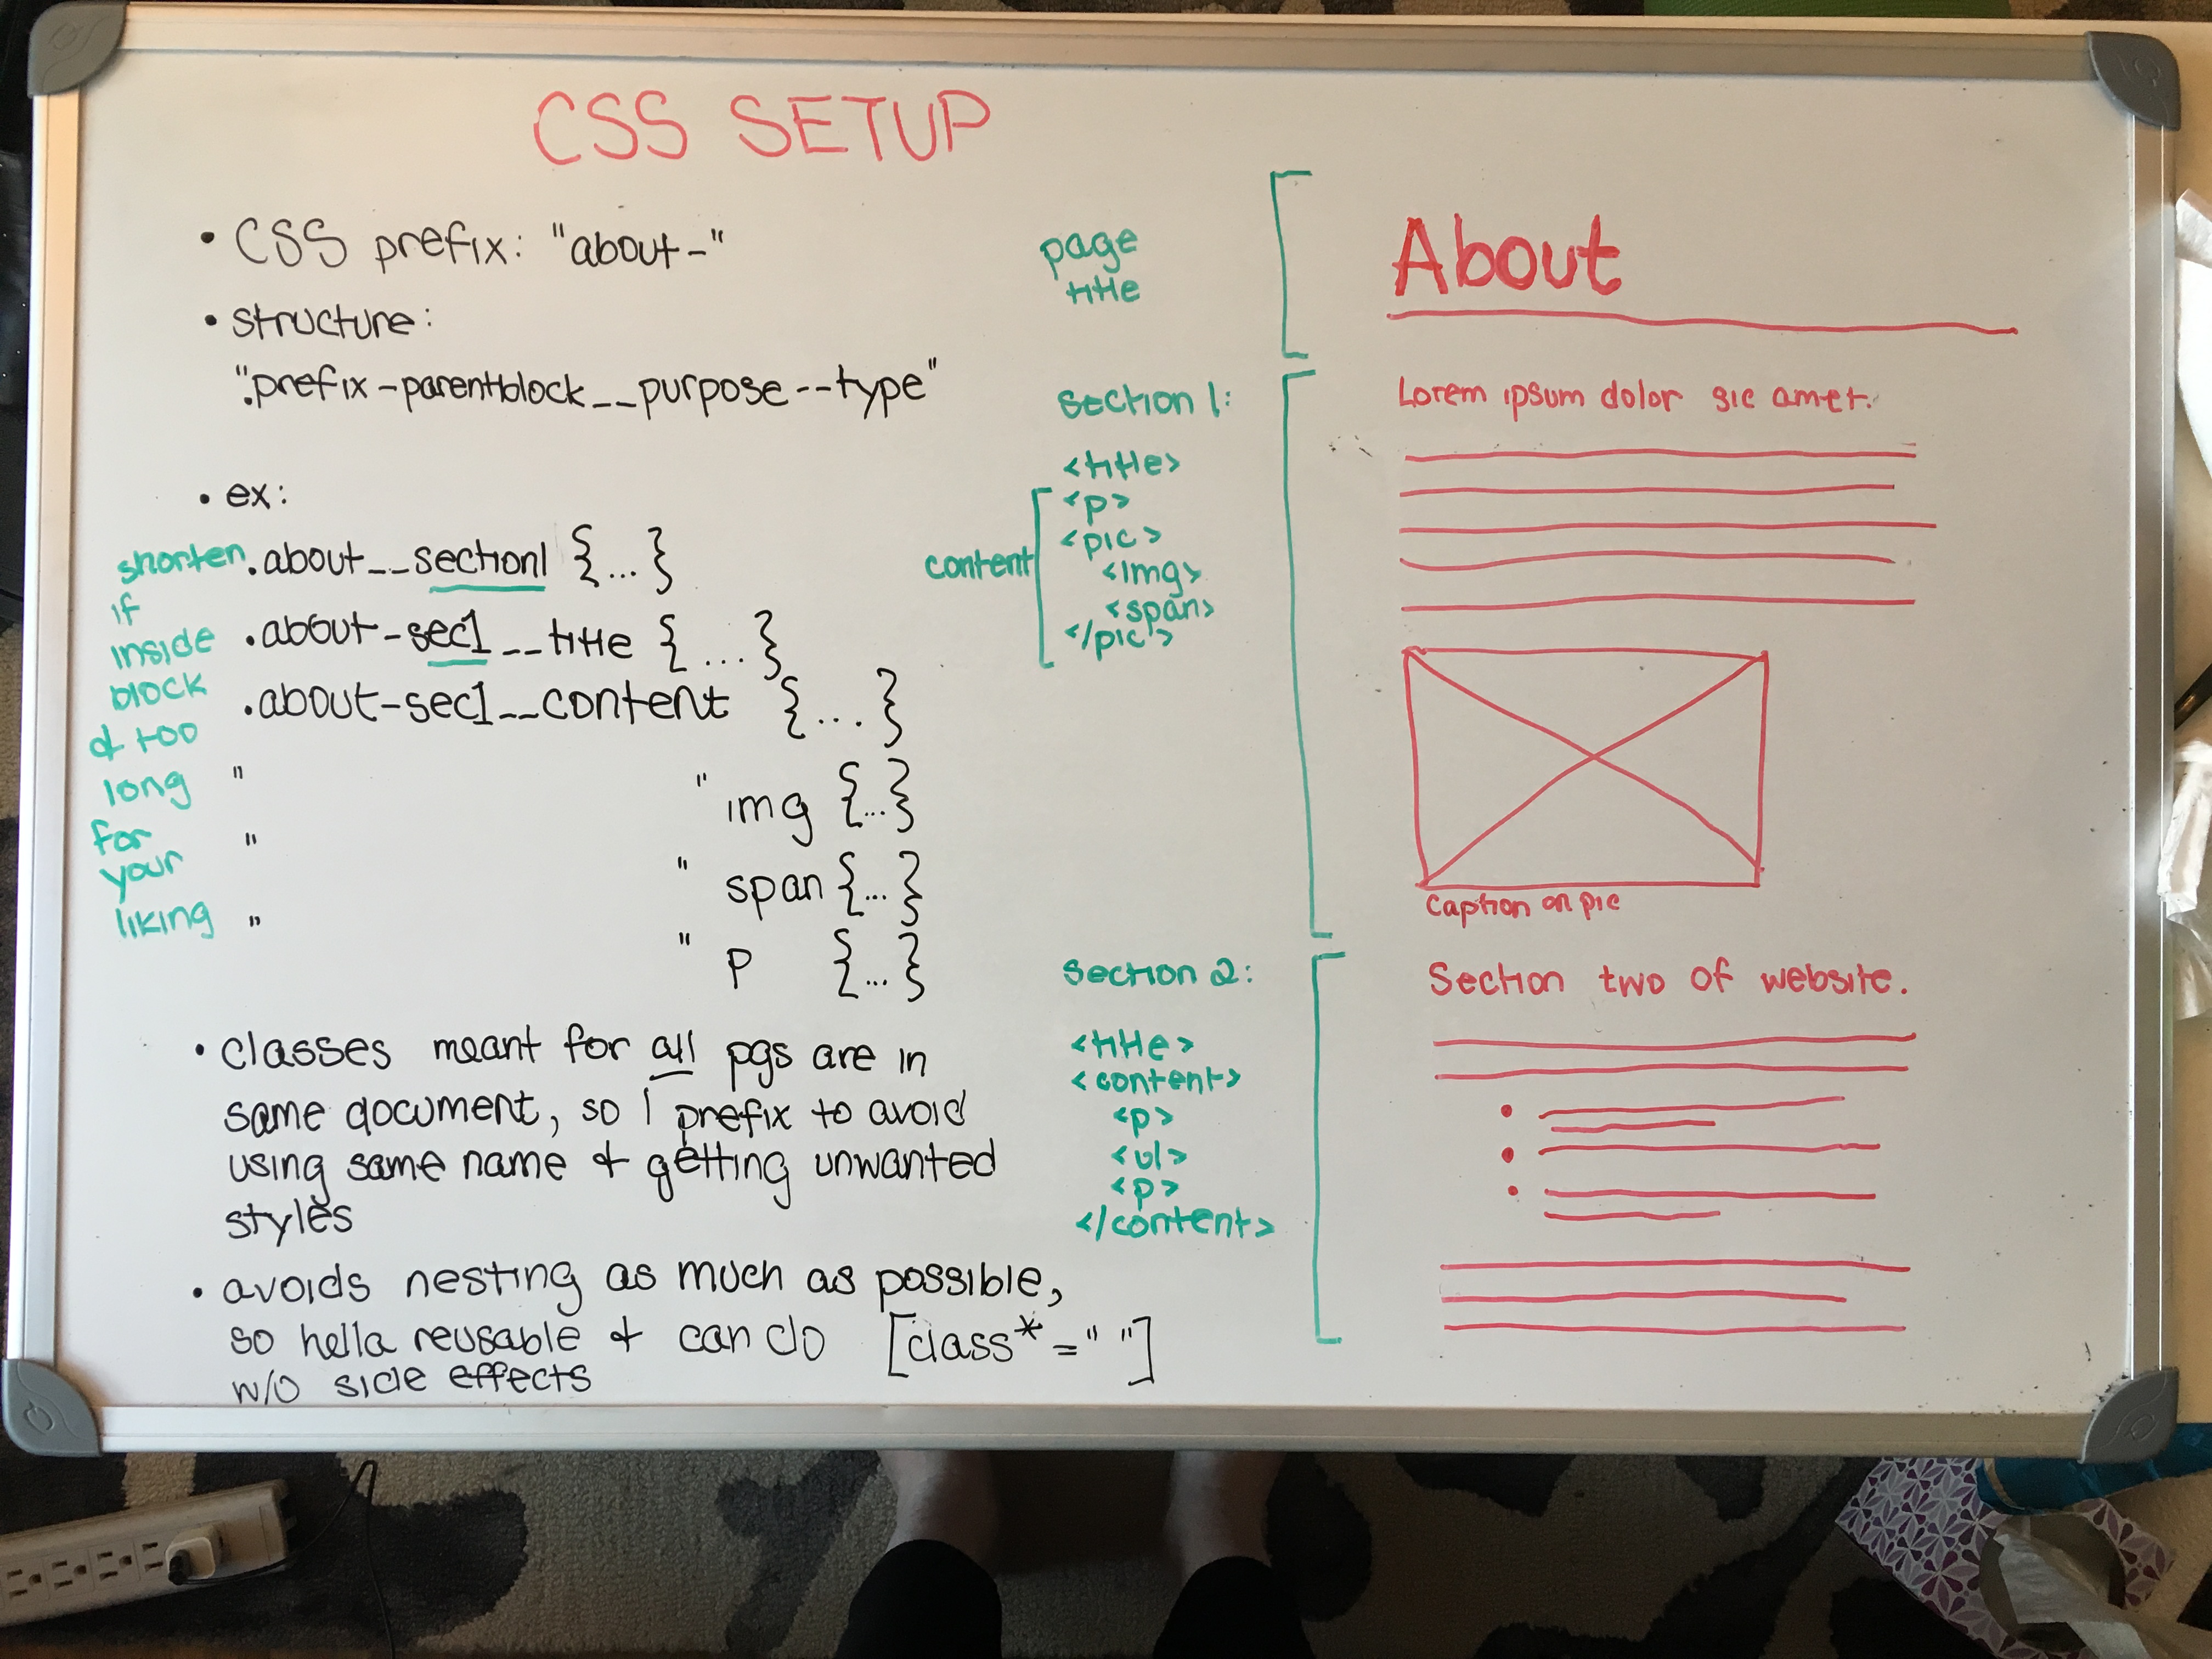 CSS SETUP
• CSS prefix: "about-"
• structure:
".prefix-parentblock__purpose--type"
• ex:
.about__section1 {...}
.about-sec1__title {...}
.about-sec1__content {...}
" " img {...}
" " span {...}
" " p {...}
shorten
if
inside
block
& too
long
for
your
liking
• classes meant for all pgs are in
same document, so I prefix to avoid
using same name & getting unwanted
styles
• avoids nesting as much as possible,
so hella reusable & can do [class*=" "]
w/o side effects
page
title
section 1:
<title>
<p>
<pic>
<img>
<span>
</pic>
content
section 2:
<title>
<content>
<p>
<ul>
<p>
</content>
About
Lorem ipsum dolor sic amet.
Caption on pic
Section two of website.